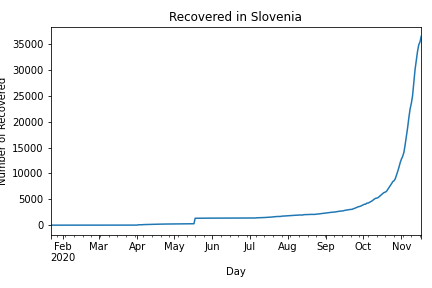 Recovered in Slovenia
Number of Recovered
35000
30000
25000
20000
15000
10000
5000
0
Feb Mar Apr May Jun Jul Aug Sep Oct Nov
2020
Day